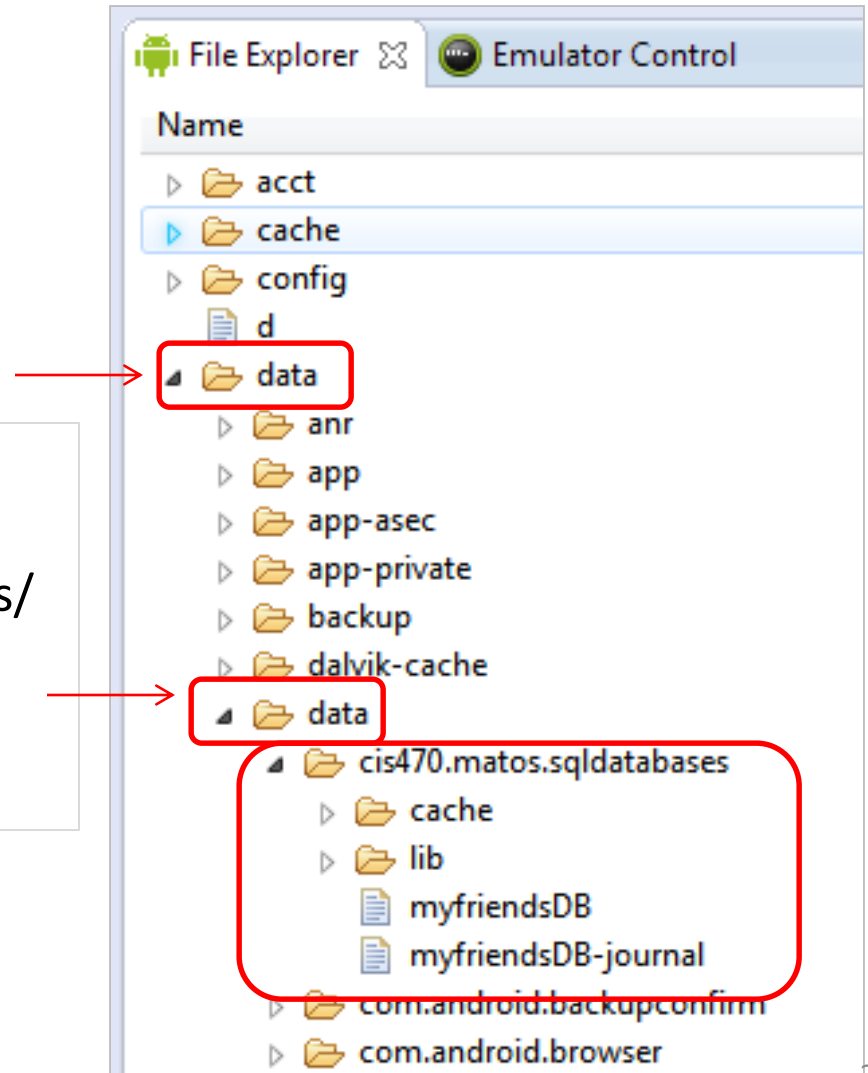 File Explorer Emulator Control
Name
acct
cache
config
d
data
anr
app
app-asec
s/
app-private
backup
dalvik-cache
data
cis470.matos.sqldatabases
cache
lib
myfriendsDB
myfriendsDB-journal
com.android.backupconfirm
com.android.browser